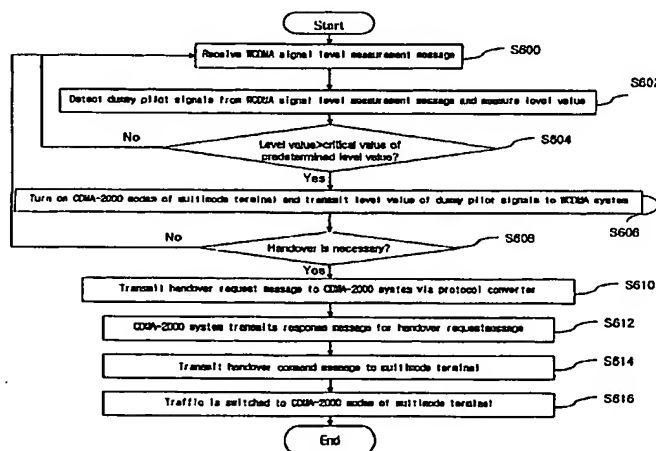 Start
Receive WCDMA signal level measurement message
S600
Detect dummy pilot signals from WCDMA signal level measurement message and measure level value
S602
No
Level value>critical value of
predetermined level value?
S604
Yes
Turn on CDMA-2000 modes of multimode terminal and transmit level value of dummy pilot signals to WCDMA system
S606
No
Handover is necessary?
S608
Yes
Transmit handover request message to CDMA-2000 system via protocol converter
S610
CDMA-2000 system transmits response message for handover requestmessage
S612
Transmit handover command message to multimode terminal
S614
Traffic is switched to CDMA-2000 modes of multimode terminal
S616
End